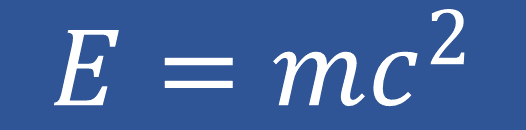 E = mc²